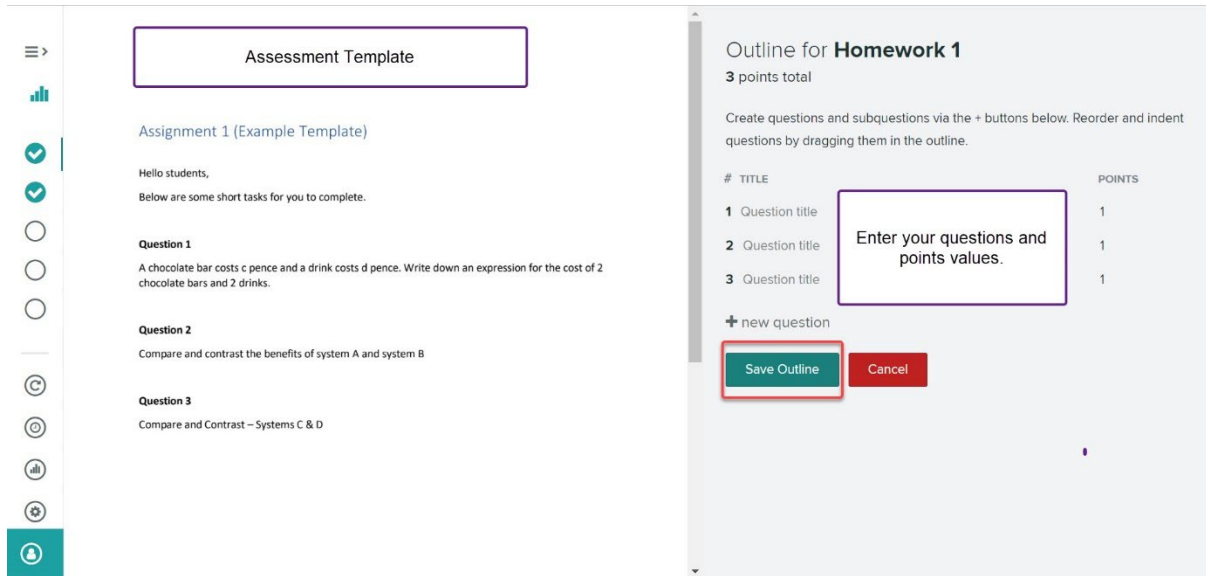 Assessment Template
Assignment 1 (Example Template)
Hello students,
Below are some short tasks for you to complete.
Question 1
A chocolate bar costs c pence and a drink costs d pence. Write down an expression for the cost of 2
chocolate bars and 2 drinks.
Question 2
Compare and contrast the benefits of system A and system B
Question 3
Compare and Contrast – Systems C & D
Outline for Homework 1
3 points total
Create questions and subquestions via the + buttons below. Reorder and indent
questions by dragging them in the outline.
# TITLE POINTS
1 Question title 1
2 Question title 1
3 Question title 1
Enter your questions and
points values.
+ new question
Save Outline Cancel